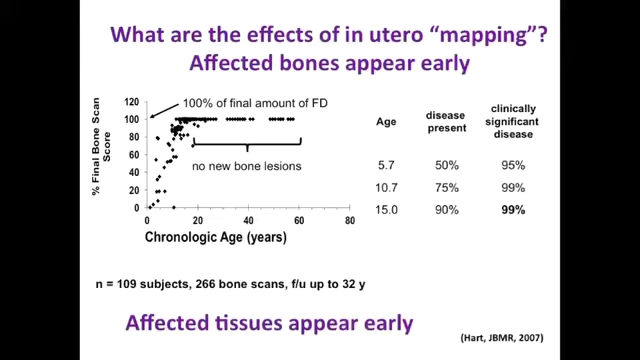 What are the effects of in utero “mapping”?
Affected bones appear early
% Final Bone Scan
Score
120
100
80
60
40
20
0
0 20 40 60 80
Chronologic Age (years)
100% of final amount of FD
no new bone lesions
Age disease present clinically significant disease
5.7 50% 95%
10.7 75% 99%
15.0 90% 99%
n = 109 subjects, 266 bone scans, f/u up to 32 y
Affected tissues appear early
(Hart, JBMR, 2007)